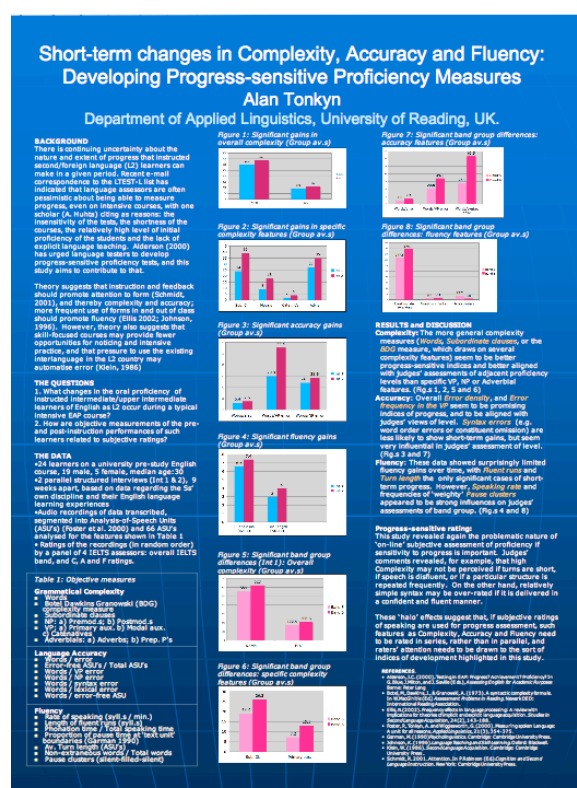 Short-term changes in Complexity, Accuracy and Fluency:
Developing Progress-sensitive Proficiency Measures
Alan Tonkyn
Department of Applied Linguistics, University of Reading, UK.
BACKGROUND
There is continuing uncertainty about the
nature and extent of progress that instructed
second/foreign language (L2) learners can
make in a given period. Recent e-mail
correspondence to the LTEST-L list has
indicated that language assessors are often
pessimistic about being able to measure
progress, even on intensive courses, with one
scholar (A. Huhta) citing as reasons: the
insensitivity of the tests, the shortness of the
courses, the relatively high level of initial
proficiency of the students and the lack of
explicit language teaching. Alderson (2000)
has urged language testers to develop
progress-sensitive proficiency tests, and this
study aims to contribute to that.
Theory suggests that instruction and feedback
should promote attention to form (Schmidt,
2001), and thereby complexity and accuracy;
more frequent use of forms in and out of class
should promote fluency (Ellis 2002; Johnson,
1996). However, theory also suggests that
skill-focused courses may provide fewer
opportunities for noticing and intensive
practice, and that pressure to use the existing
interlanguage in the L2 country may
automatise error (Klein, 1986)
THE QUESTIONS
1. What changes in the oral proficiency of
instructed intermediate/upper intermediate
learners of English as L2 occur during a typical
intensive EAP course?
2. How are objective measurements of the pre-
and post-instruction performances of such
learners related to subjective ratings?
THE DATA
•24 learners on a university pre-study English
course, 19 male, 5 female, median age:30
•2 parallel structured interviews (Int 1 & 2), 9
weeks apart, based on data regarding the Ss'
own discipline and their English language
learning experiences
•Audio recordings of data transcribed,
segmented into Analysis-of-Speech Units
(ASU's) (Foster et al. 2000) and 66 ASU's
analysed for the features shown in Table 1
•Ratings of the recordings (in random order)
by a panel of 4 IELTS assessors: overall IELTS
band, and C, A and F ratings.
Table 1: Objective measures
Grammatical Complexity
• Words
• Botel Dawkins Granowski (BDG)
complexity measure
• Subordinate clauses
• NP: a) Premod.s; b) Postmod.s
• VP: a) Primary aux. b) Modal aux.
c) Catenatives
• Adverbials: a) Adverbs; b) Prep. P's
Language Accuracy
• Words / error
• Error-free ASU's / Total ASU's
• Words / VP error
• Words / NP error
• Words / syntax error
• Words / lexical error
• Words / error-free ASU
Fluency
• Rate of speaking (syll.s / min.)
• Length of fluent runs (syll.s)
• Phonation time / Total speaking time
• Proportion of pause time at 'text unit'
boundaries (Garman 1990)
• Av. Turn length (ASU's)
• Non-extraneous words / Total words
• Pause clusters (silent-filled-silent)
Figure 1: Significant gains in
overall complexity (Group av.s)
Figure 2: Significant gains in specific
complexity features (Group av.s)
Figure 3: Significant accuracy gains
(Group av.s)
Figure 4: Significant fluency gains
(Group av.s)
Figure 5: Significant band group
differences (Int 1): Overall
complexity (Group av.s)
Figure 6: Significant band group
differences: specific complexity
features (Group av.s)
Figure 7: Significant band group differences:
accuracy features (Group av.s)
Figure 8: Significant band group
differences: fluency features (Group av.s)
RESULTS and DISCUSSION
Complexity: The more general complexity
measures (Words, Subordinate clauses, or the
BDG measure, which draws on several
complexity features) seem to be better
progress-sensitive indices and better aligned
with judges' assessments of adjacent proficiency
levels than specific VP, NP or Adverbial
features. (Fig.s 1, 2, 5 and 6)
Accuracy: Overall Error density, and Error
frequency in the VP seem to be promising
indices of progress, and to be aligned with
judges' views of level. Syntax errors (e.g.
word order errors or constituent omission) are
less likely to show short-term gains, but seem
very influential in judges' assessment of level.
(Fig.s 3 and 7)
Fluency: These data showed surprisingly limited
fluency gains over time, with Fluent runs and
Turn length the only significant cases of short-
term progress. However, Speaking rate and
frequencies of 'weighty' Pause clusters
appeared to be strong influences on judges'
assessments of band group. (Fig.s 4 and 8)
Progress-sensitive rating:
This study revealed again the problematic nature of
'on-line' subjective assessment of proficiency if
sensitivity to progress is important. Judges'
comments revealed, for example, that high
Complexity may not be perceived if turns are short,
if speech is disfluent, or if a particular structure is
repeated frequently. On the other hand, relatively
simple syntax may be over-rated if it is delivered in
a confident and fluent manner.
These 'halo' effects suggest that, if subjective ratings
of speaking are used for progress assessment, such
features as Complexity, Accuracy and Fluency need
to be rated in series, rather than in parallel, and
raters' attention needs to be drawn to the sort of
indices of development highlighted in this study.
REFERENCES